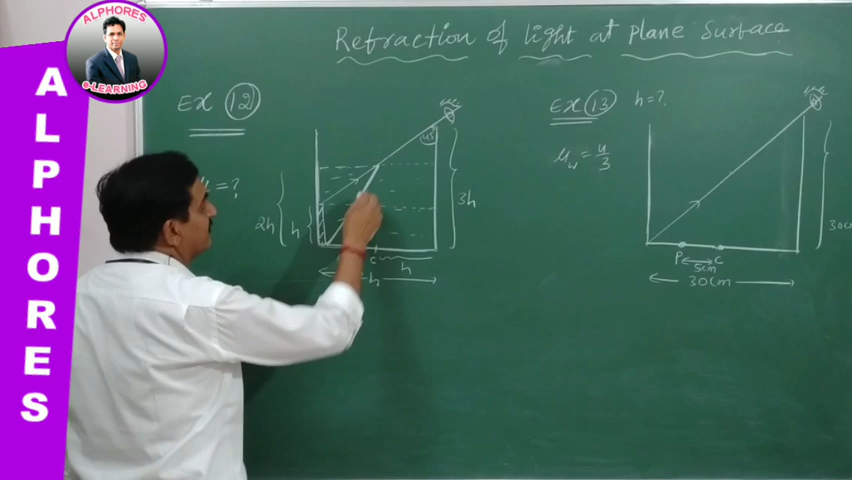 ALPHORES
e-LEARNING
ALPHORES
Refraction of light at plane Surface
Ex 12
= ?
2h
h
45°
3h
c
h
h
Ex 13
h = ?
μw = 4/3
30c
P
c
5cm
30cm